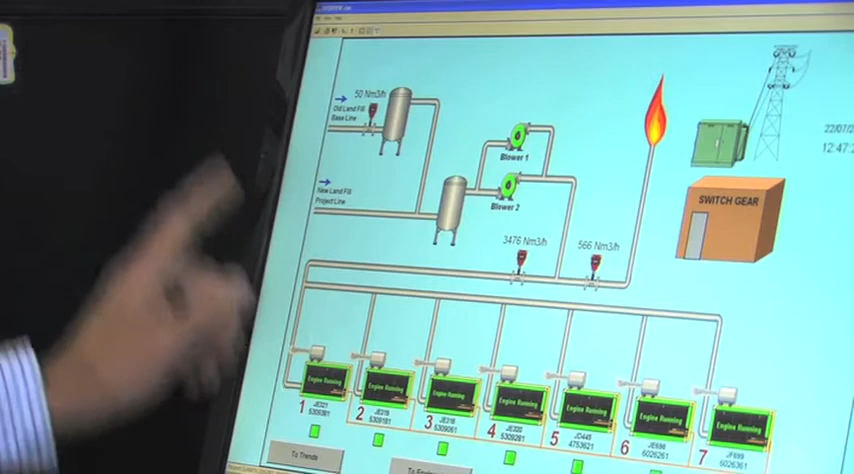 50 Nm3/h
Old Land Fill
Base Line
New Land Fill
Project Line
Blower 1
Blower 2
3476 Nm3/h
566 Nm3/h
SWITCH GEAR
22/07/2
12:47:2
Engine Running
Engine Running
Engine Running
Engine Running
Engine Running
Engine Running
Engine Running
1
JE321
5309381
2
JE319
5309181
3
JE318
5309061
4
JE320
5309281
5
JC445
4753621
6
JE698
6026261
7
JF699
6026361
To Trends